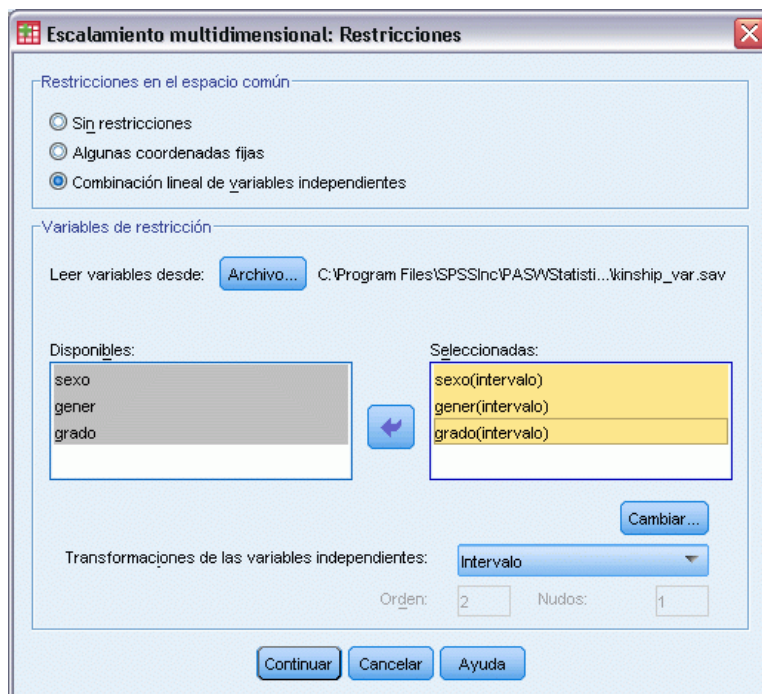 Escalamiento multidimensional: Restricciones
Restricciones en el espacio común
Sin restricciones
Algunas coordenadas fijas
Combinación lineal de variables independientes
Variables de restricción
Leer variables desde: Archivo... C:\Program Files\SPSSInc\PASWStatisti...\kinship_var.sav
Disponibles: Seleccionadas:
sexo sexo(intervalo)
gener gener(intervalo)
grado grado(intervalo)
Cambiar...
Transformaciones de las variables independientes: Intervalo
Orden: 2 Nudos: 1
Continuar Cancelar Ayuda